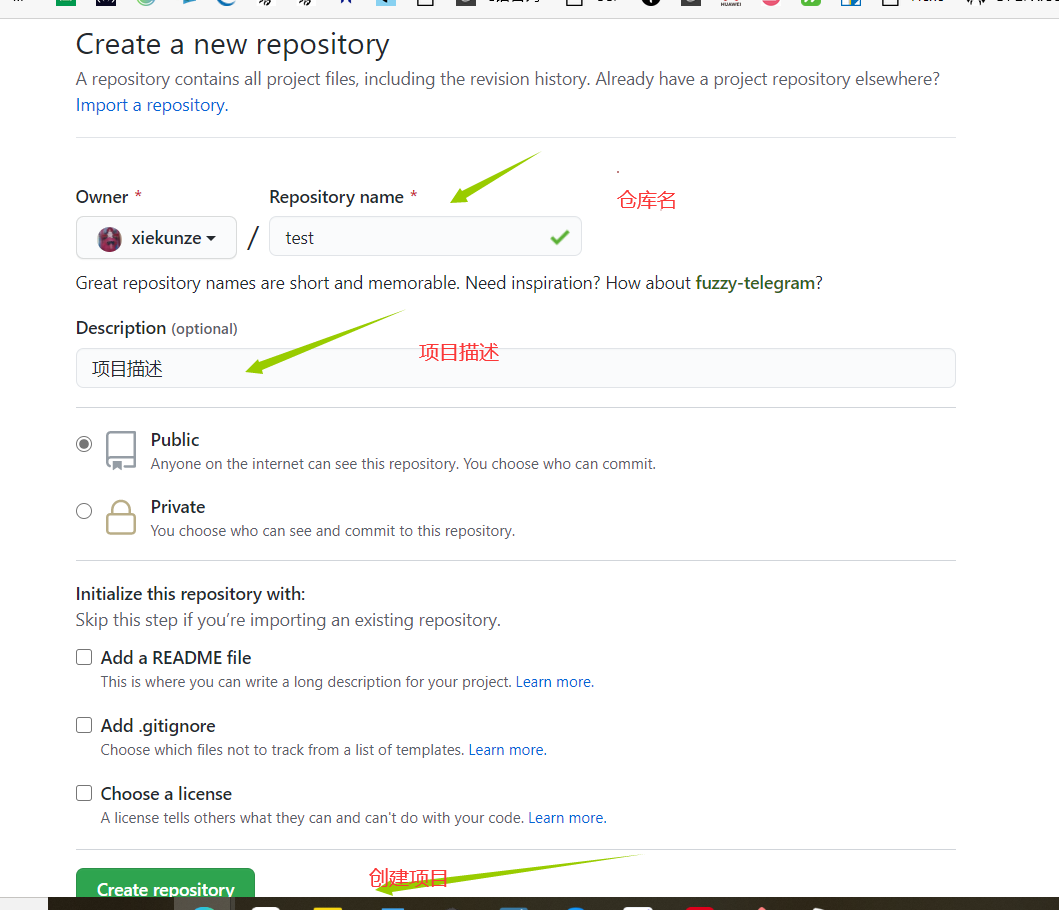 Create a new repository
A repository contains all project files, including the revision history. Already have a project repository elsewhere?
Import a repository.
Owner *
Repository name *
仓库名
xiekunze
/
test
Great repository names are short and memorable. Need inspiration? How about fuzzy-telegram?
Description (optional)
项目描述
项目描述
Public
Anyone on the internet can see this repository. You choose who can commit.
Private
You choose who can see and commit to this repository.
Initialize this repository with:
Skip this step if you’re importing an existing repository.
Add a README file
This is where you can write a long description for your project. Learn more.
Add .gitignore
Choose which files not to track from a list of templates. Learn more.
Choose a license
A license tells others what they can and can't do with your code. Learn more.
创建项目
Create repository